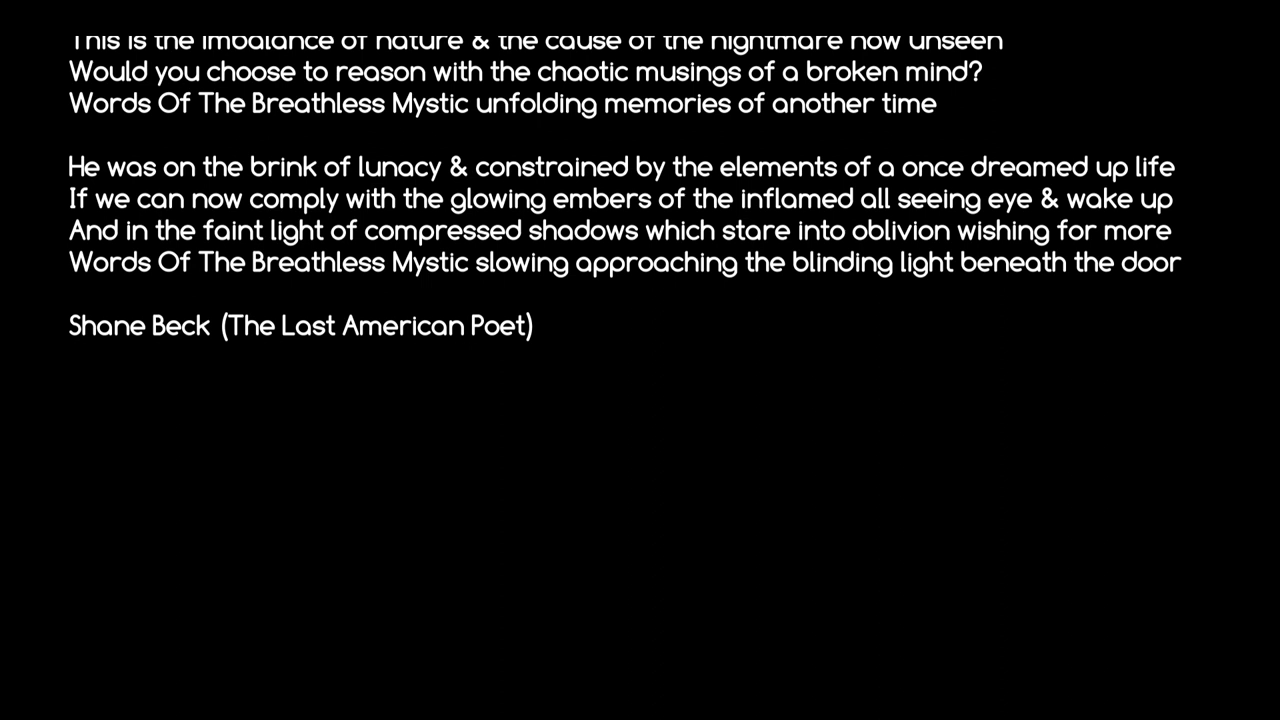 This is the imbalance of nature & the cause of the nightmare now unseen
Would you choose to reason with the chaotic musings of a broken mind?
Words Of The Breathless Mystic unfolding memories of another time
He was on the brink of lunacy & constrained by the elements of a once dreamed up life
If we can now comply with the glowing embers of the inflamed all seeing eye & wake up
And in the faint light of compressed shadows which stare into oblivion wishing for more
Words Of The Breathless Mystic slowing approaching the blinding light beneath the door
Shane Beck (The Last American Poet)